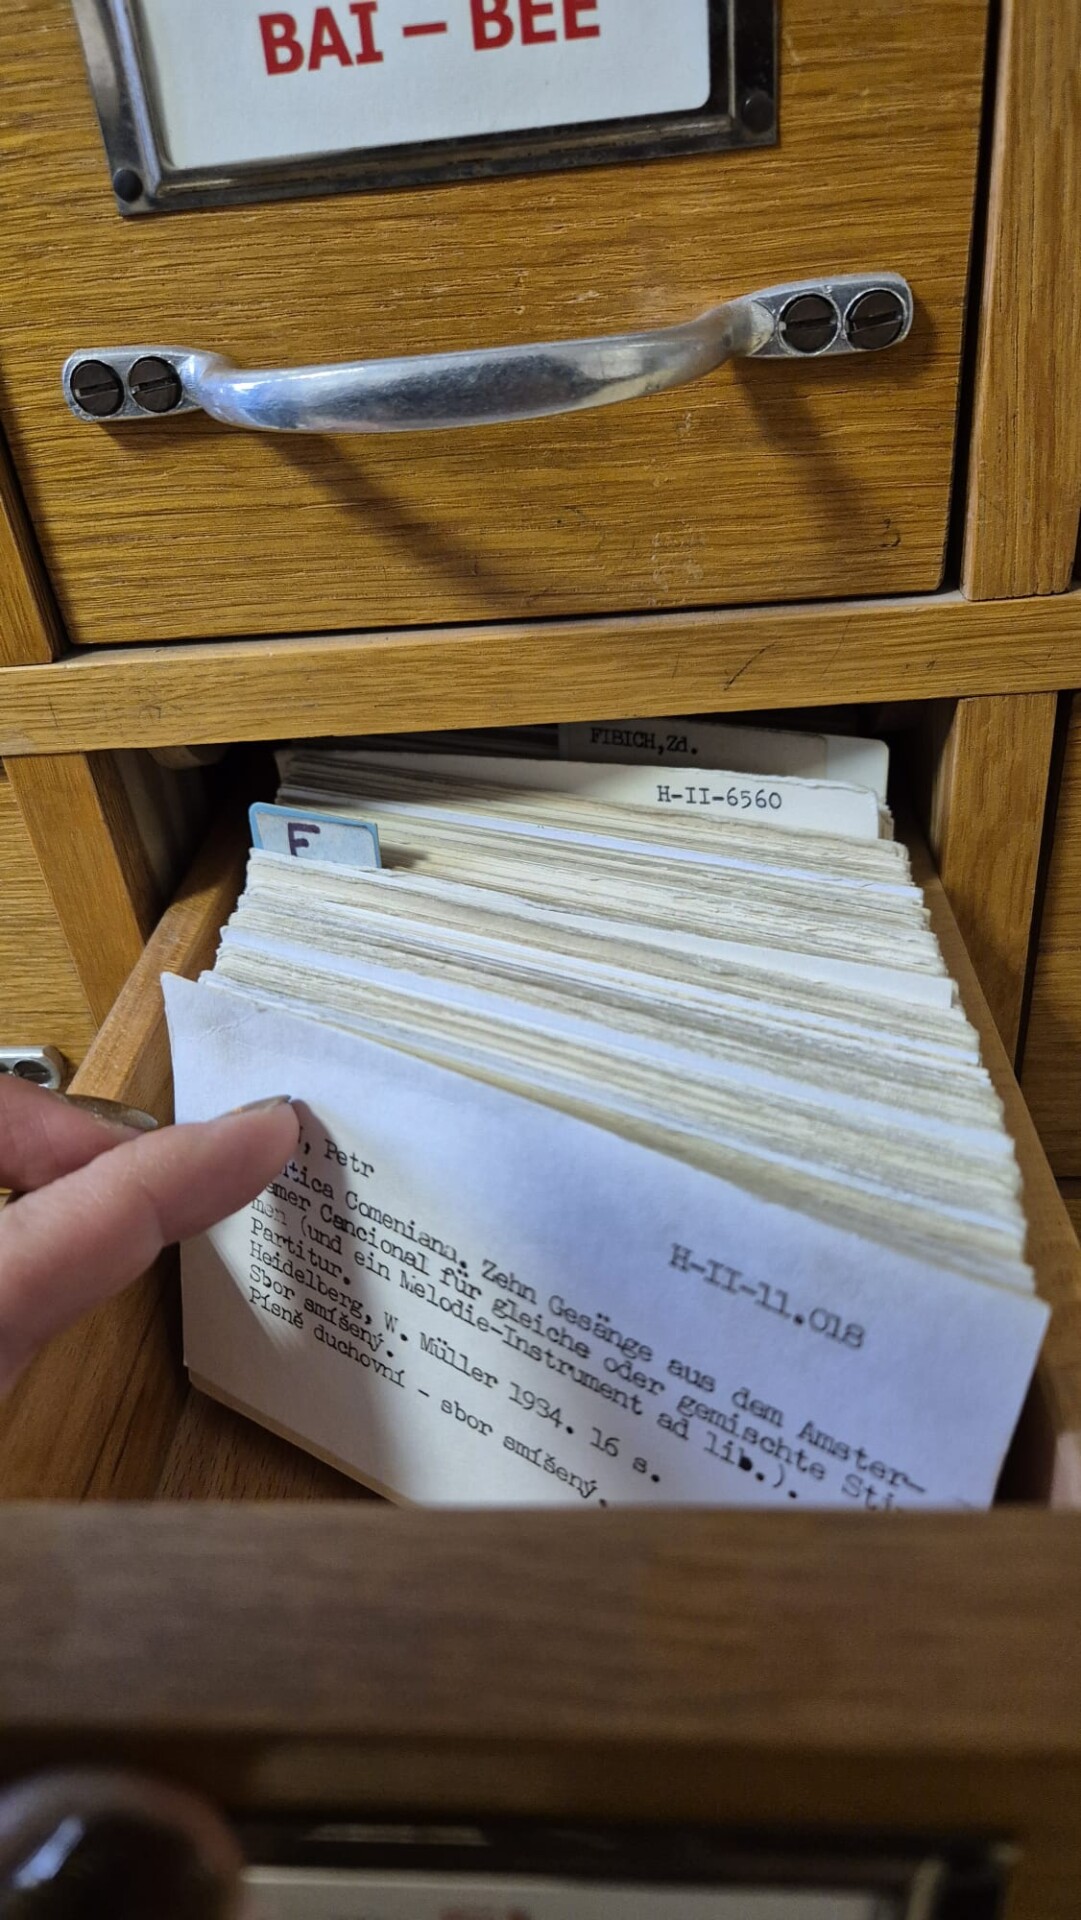 BAI – BEE
FIBICH,Zd.
H-II-6560
F
H-II-11.018
, Petr
tica Comeniana. Zehn Gesänge aus dem Amster-
amer Cancional für gleiche oder gemischte Sti
men (und ein Melodie-Instrument ad lib.).
Partitur.
Heidelberg, W. Müller 1984. 16 s.
Sbor smíšený.
Písně duchovní - sbor smíšený.